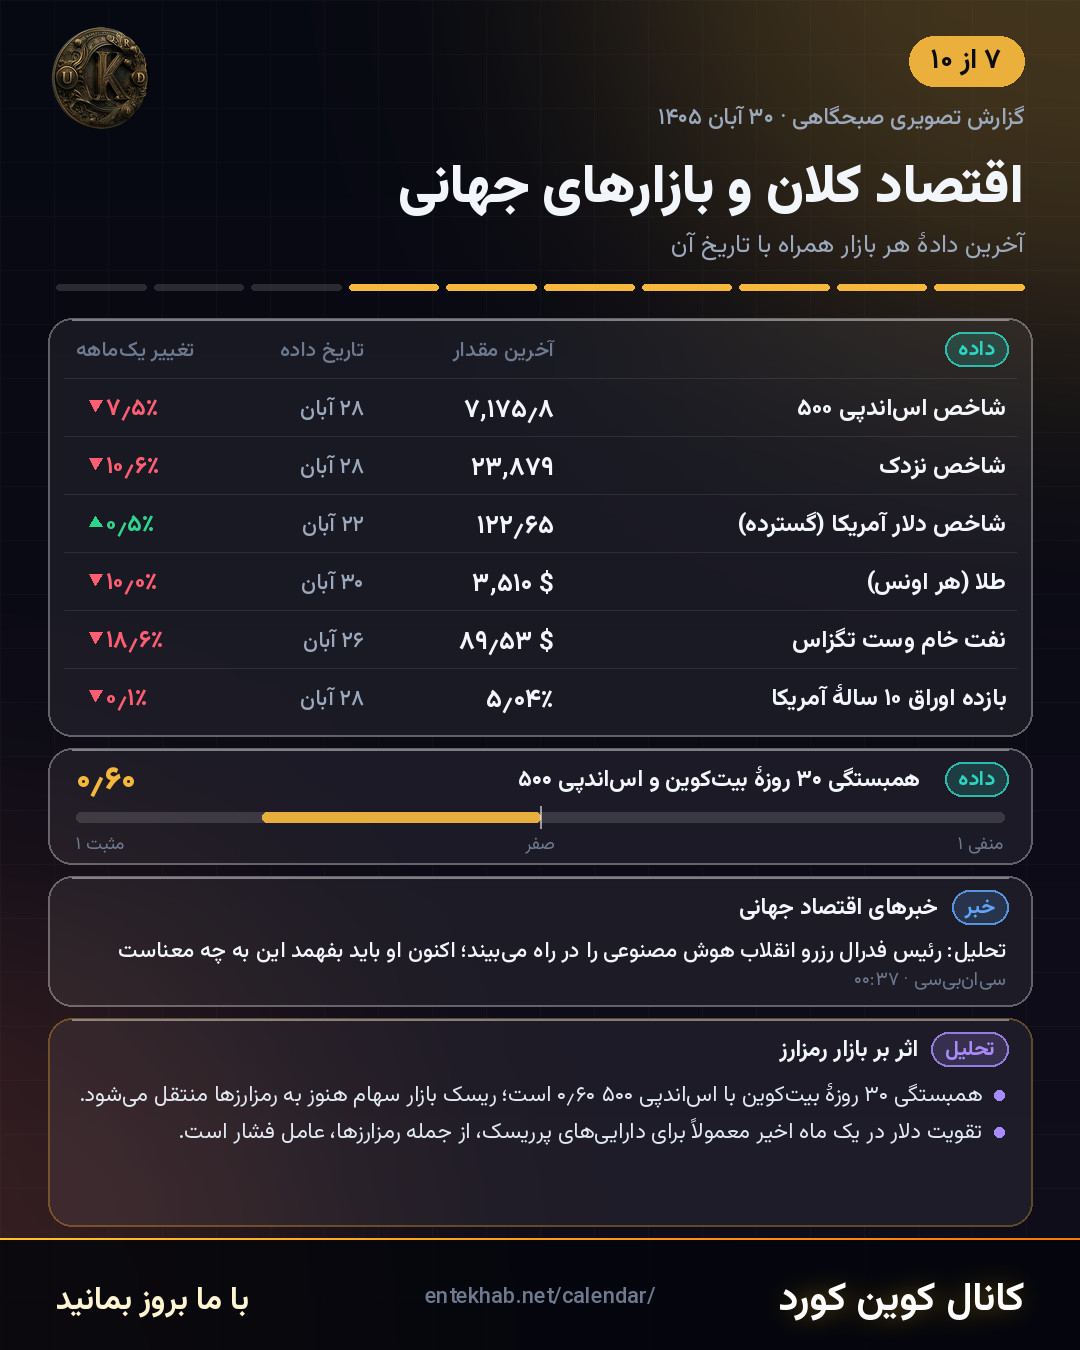 ۷ از ۱۰
گزارش تصویری صبحگاهی · ۳۰ آبان ۱۴۰۵
اقتصاد کلان و بازارهای جهانی
آخرین دادهٔ هر بازار همراه با تاریخ آن
داده آخرین مقدار تاریخ داده تغییر یک‌ماهه
شاخص اس‌اندپی ۵۰۰ ۷,۱۷۵٫۸ ۲۸ آبان ▼۷٫۵٪
شاخص نزدک ۲۳,۸۷۹ ۲۸ آبان ▼۱۰٫۶٪
شاخص دلار آمریکا (گسترده) ۱۲۲٫۶۵ ۲۲ آبان ▲۰٫۵٪
طلا (هر اونس) $ ۳,۵۱۰ ۳۰ آبان ▼۱۰٫۰٪
نفت خام وست تگزاس $ ۸۹٫۵۳ ۲۶ آبان ▼۱۸٫۶٪
بازده اوراق ۱۰ سالهٔ آمریکا ۵٫۰۴٪ ۲۸ آبان ▼۰٫۱٪
داده همبستگی ۳۰ روزهٔ بیت‌کوین و اس‌اندپی ۵۰۰ ۰٫۶۰
منفی ۱ صفر مثبت ۱
خبر خبرهای اقتصاد جهانی
تحلیل: رئیس فدرال رزرو انقلاب هوش مصنوعی را در راه می‌بیند؛ اکنون او باید بفهمد این به چه معناست
سی‌ان‌بی‌سی · ۰۰:۳۷
تحلیل اثر بر بازار رمزارز
همبستگی ۳۰ روزهٔ بیت‌کوین با اس‌اندپی ۵۰۰ ۰٫۶۰ است؛ ریسک بازار سهام هنوز به رمزارزها منتقل می‌شود.
تقویت دلار در یک ماه اخیر معمولاً برای دارایی‌های پرریسک، از جمله رمزارزها، عامل فشار است.
کانال کوین کورد entekhab.net/calendar/ با ما بروز بمانید
K
U
R
D